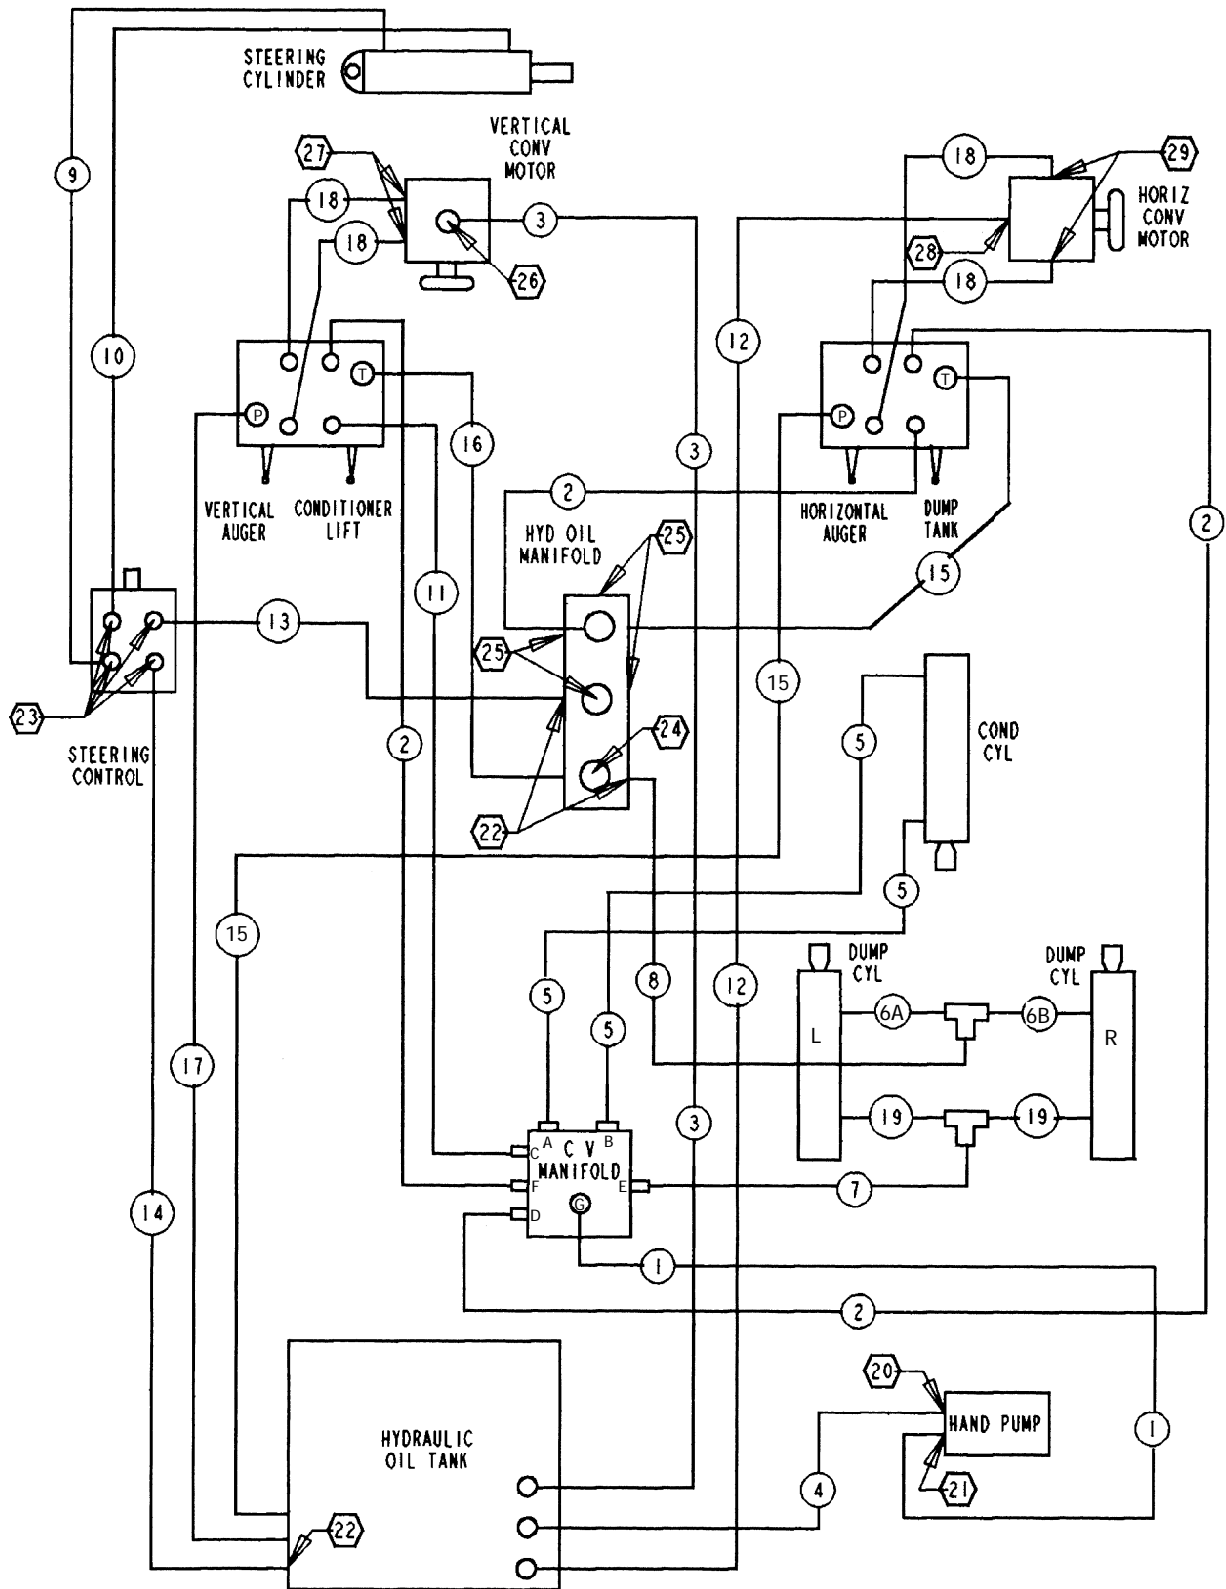 STEERING
CYLINDER
VERTICAL
CONV
MOTOR
27
18
29
9
18
3
HORIZ
CONV
MOTOR
18
28
26
18
12
10
T
T
P
P
16
3
2
VERTICAL
AUGER
CONDITIONER
LIFT
HORIZONTAL
AUGER
DUMP
TANK
HYD OIL
MANIFOLD
25
2
15
11
13
25
15
23
24
5
COND
CYL
STEERING
CONTROL
2
22
5
15
DUMP
CYL
DUMP
CYL
5
8
12
6A
6B
5
L
R
17
19
19
3
A
B
C
C V
MANIFOLD
F
E
7
D
G
14
1
2
20
HYDRAULIC
OIL TANK
HAND PUMP
1
4
21
22